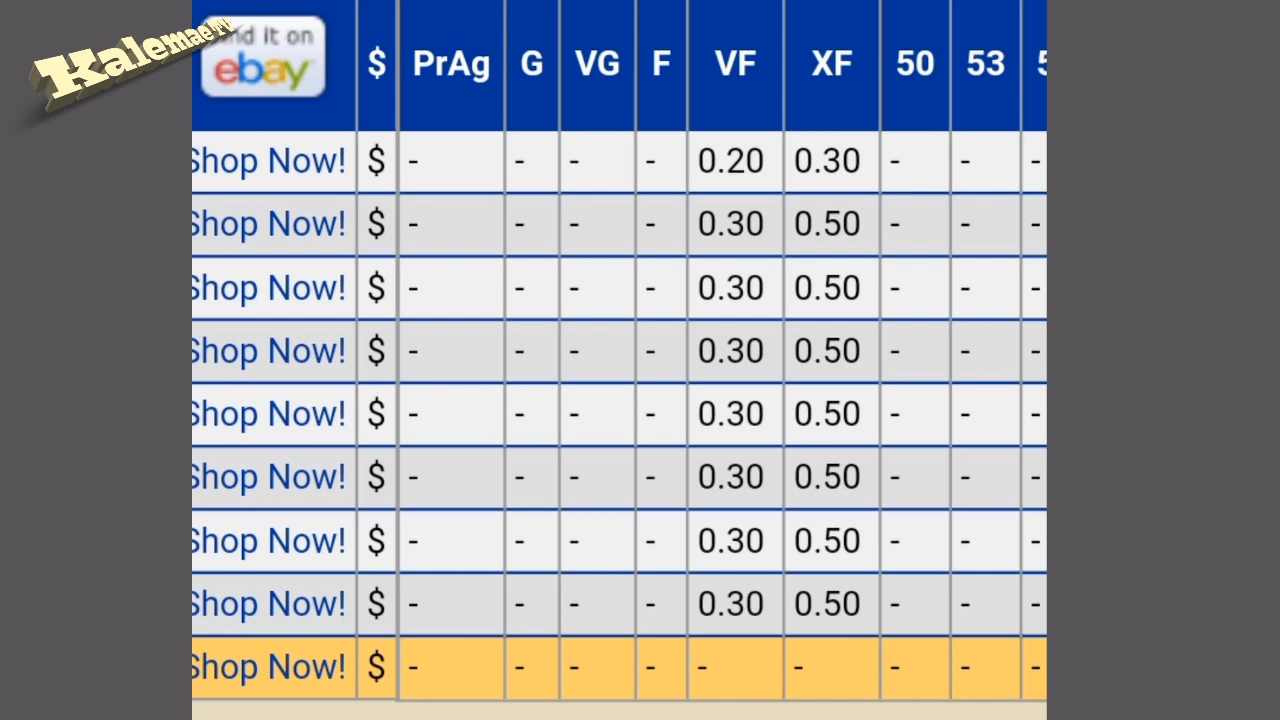 KalemaeTv
nd it on
ebay
$ PrAg G VG F VF XF 50 53
Shop Now! $ - - - - 0.20 0.30 - - -
Shop Now! $ - - - - 0.30 0.50 - - -
Shop Now! $ - - - - 0.30 0.50 - - -
Shop Now! $ - - - - 0.30 0.50 - - -
Shop Now! $ - - - - 0.30 0.50 - - -
Shop Now! $ - - - - 0.30 0.50 - - -
Shop Now! $ - - - - 0.30 0.50 - - -
Shop Now! $ - - - - 0.30 0.50 - - -
Shop Now! $ - - - - - - - - -